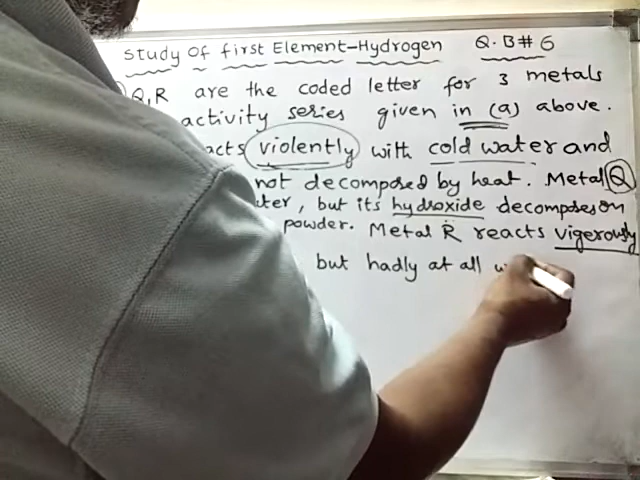 Study Of first Element-Hydrogen Q.B# 6
Q,R are the coded letter for 3 metals
activity series given in (a) above.
acts violently with cold water and
not decomposed by heat. Metal Q
ter, but its hydroxide decomposes on
powder. Metal R reacts vigerously
but hadly at all w